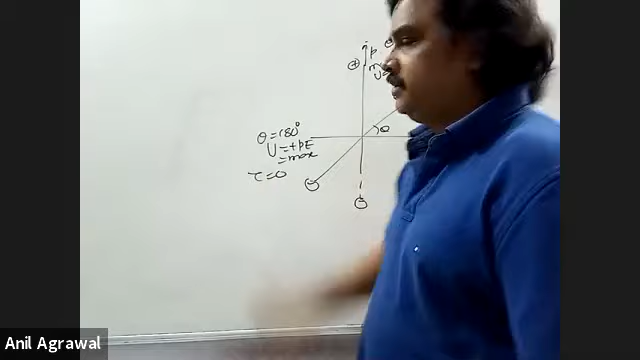 p
θ
θ = 180°
U = +pE
= max
τ = 0
Anil Agrawal